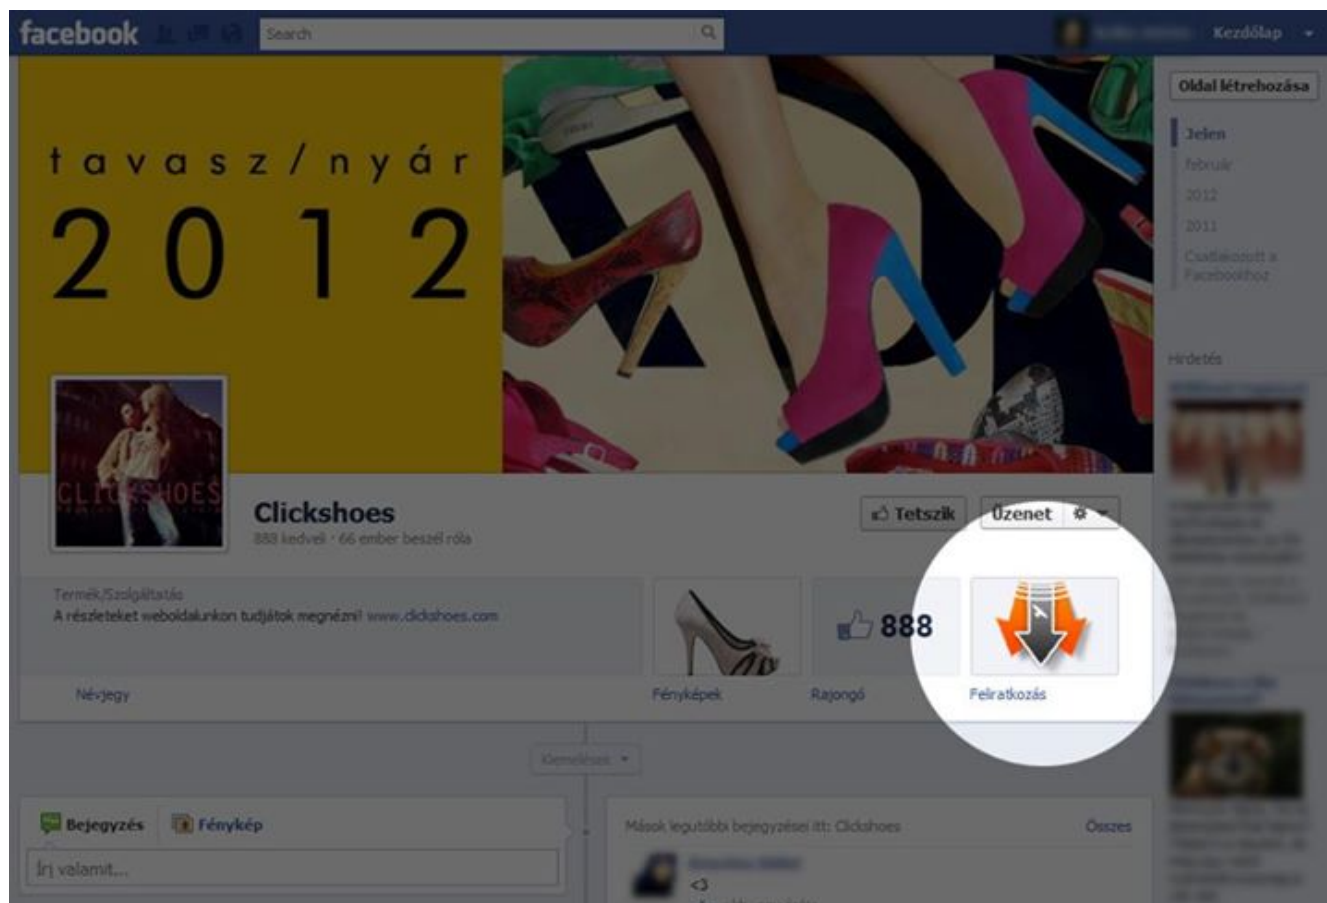 facebook
Search
Kezdőlap
Oldal létrehozása
Jelen
február
2012
2011
Csatlakozott a
Facebookhoz
tavasz/nyár
2012
Hirdetés
CLICKSHOES
Clickshoes
888 kedveli · 66 ember beszél róla
Tetszik
Üzenet
Termék/Szolgáltatás
A részleteket weboldalunkon tudjátok megnézni! www.clickshoes.com
888
Névjegy
Fényképek
Rajongó
Feliratkozás
Kiemelések
Bejegyzés
Fénykép
Írj valamit...
Mások legutóbbi bejegyzései itt: Clickshoes
Összes
<3